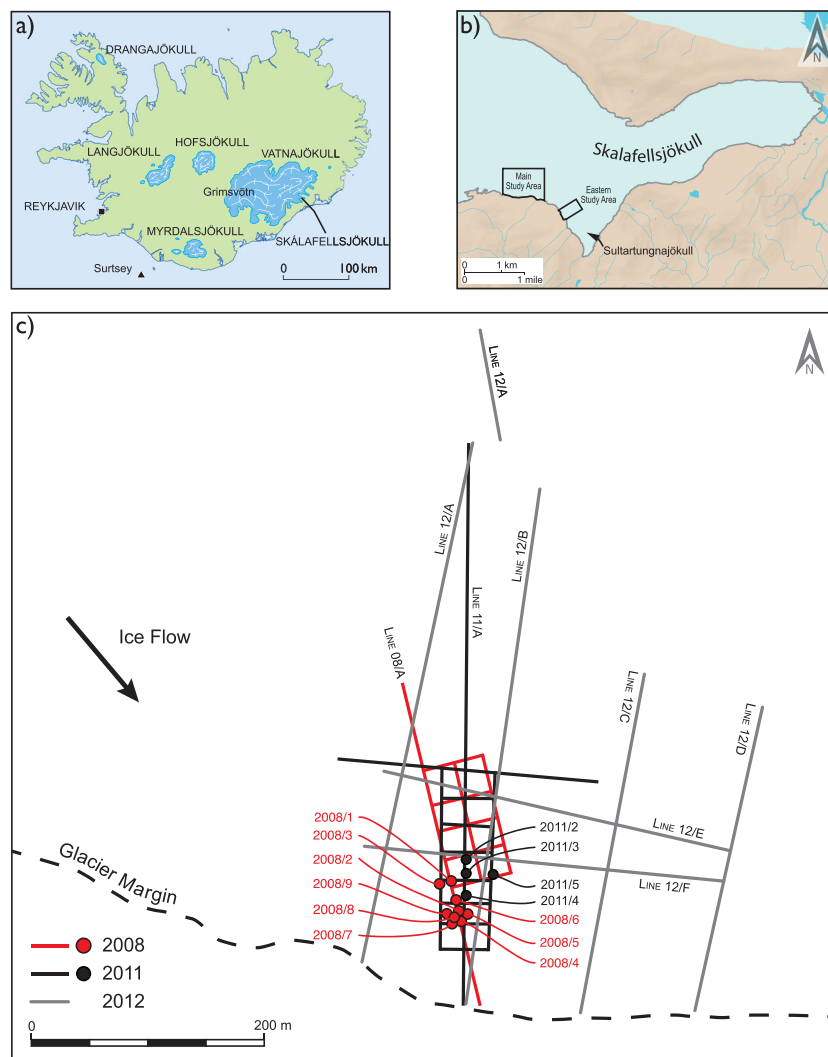 a)
DRANGAJÖKULL
LANGJÖKULL
HOFSJÖKULL
VATNAJÖKULL
Grimsvötn
REYKJAVIK
MYRDALSJÖKULL
SKÁLAFELLSJÖKULL
Surtsey
0
100 km
b)
N
Skalafellsjökull
Main
Study Area
Eastern
Study Area
Sultartungnajökull
0
1 km
0
1 mile
c)
N
LINE 12/A
LINE 12/A
LINE 12/B
LINE 11/A
LINE 08/A
Ice Flow
LINE 12/C
LINE 12/D
LINE 12/E
LINE 12/F
2008/1
2008/3
2008/2
2008/9
2008/8
2008/7
2011/2
2011/3
2011/5
2011/4
2008/6
2008/5
2008/4
Glacier Margin
2008
2011
2012
0
200 m